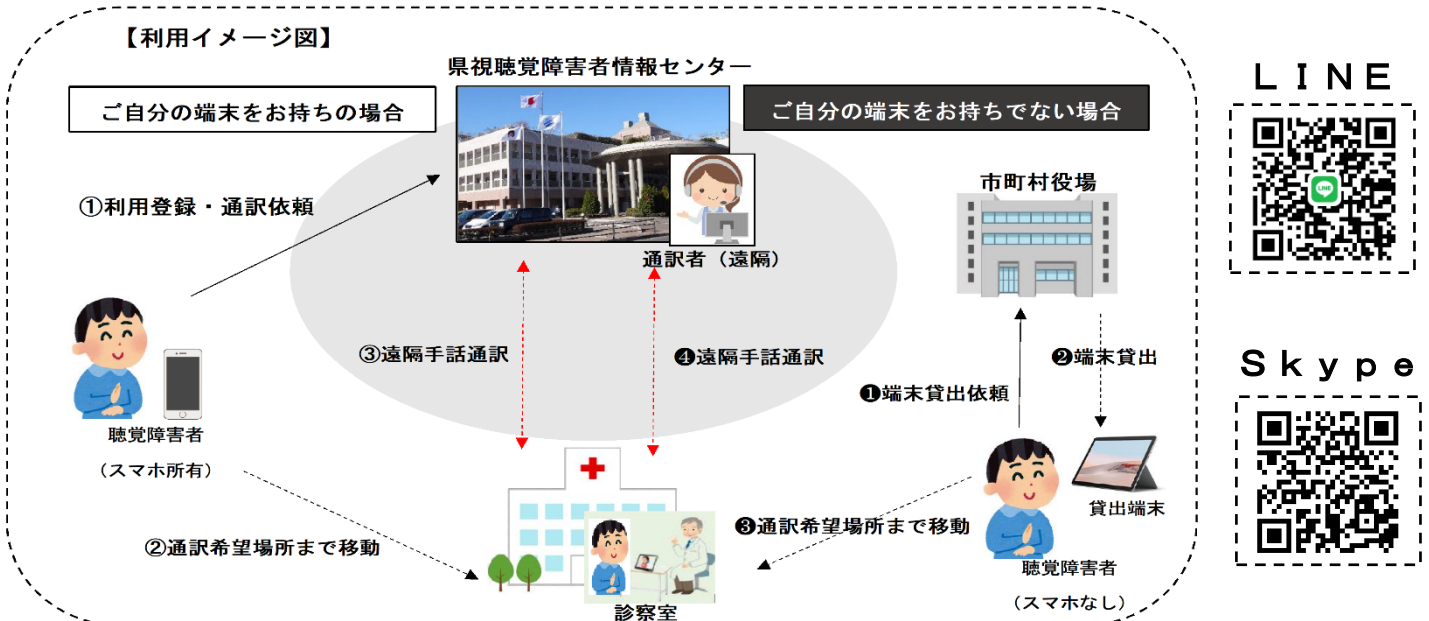 【利用イメージ図】
県視聴覚障害者情報センター
ご自分の端末をお持ちの場合
ご自分の端末をお持ちでない場合
①利用登録・通訳依頼
通訳者（遠隔）
市町村役場
③遠隔手話通訳
❹遠隔手話通訳
❶端末貸出依頼
❷端末貸出
聴覚障害者
（スマホ所有）
貸出端末
②通訳希望場所まで移動
❸通訳希望場所まで移動
聴覚障害者
（スマホなし）
診察室
ＬＩＮＥ
LINE
Ｓｋｙｐｅ